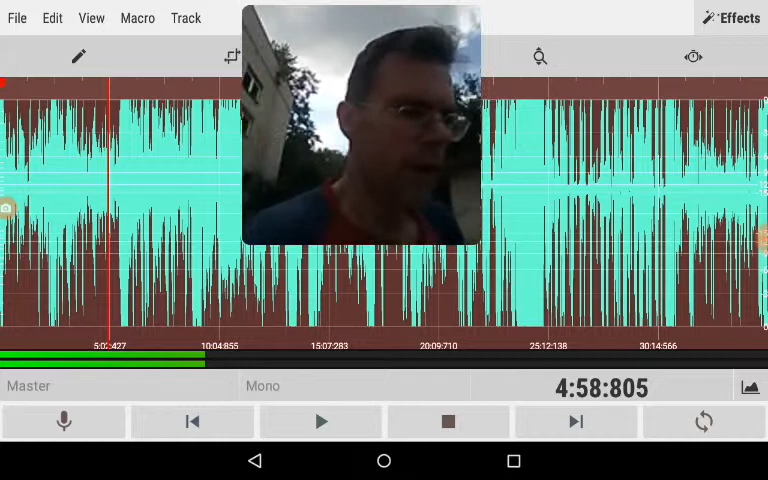 File Edit View Macro Track Effects
5:02:427 10:04:855 15:07:283 20:09:710 25:12:138 30:14:566
Master Mono 4:58:805